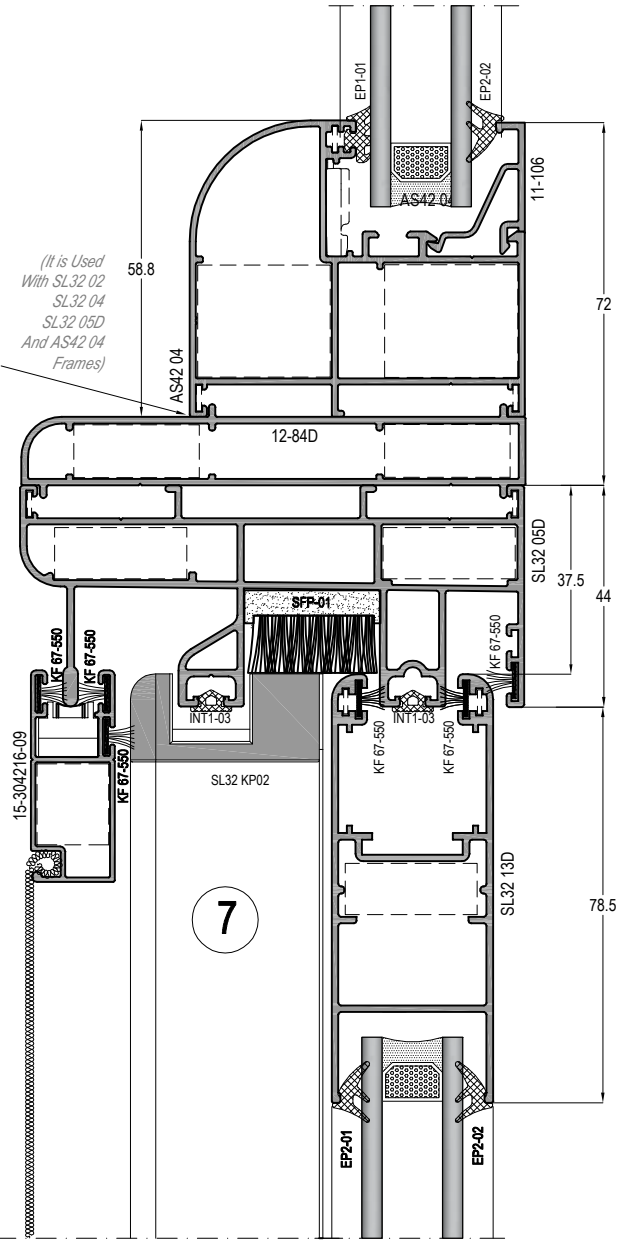 EP1-01
EP2-02
AS42 04
11-106
(It is Used
With SL32 02
SL32 04
SL32 05D
And AS42 04
Frames)
58.8
72
AS42 04
12-84D
SL32 05D
37.5
44
SFP-01
KF 67-550
KF 67-550
KF 67-550
INT1-03
INT1-03
KF 67-550
KF 67-550
KF 67-550
15-304216-09
SL32 KP02
SL32 13D
7
78.5
EP2-01
EP2-02